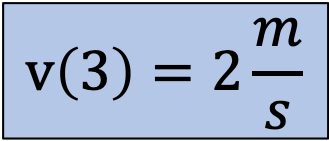 v(3) = 2 m/s